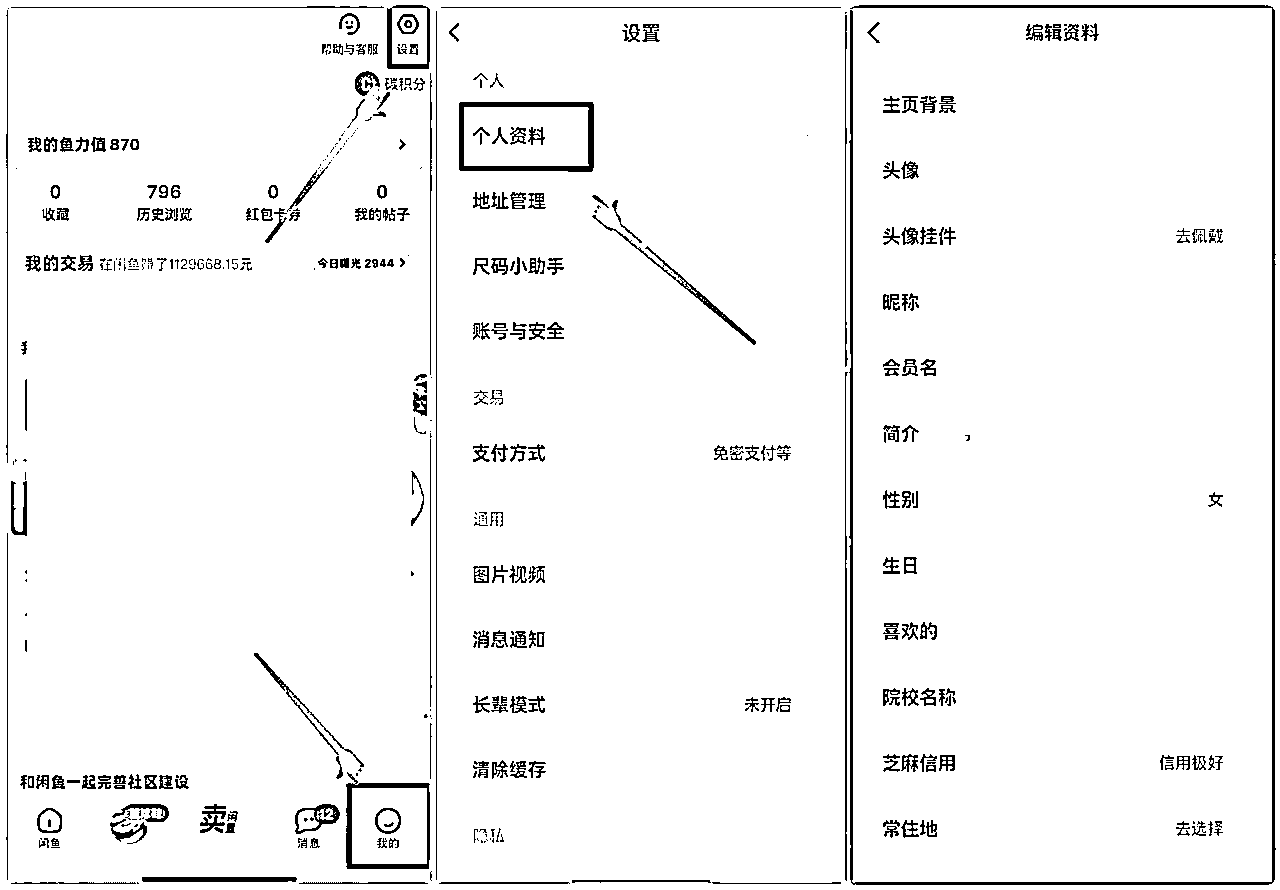 帮助与客服 设置
碳积分
我的鱼力值 870
0 796 0 0
收藏 历史浏览 红包卡券 我的帖子
我的交易 在闲鱼赚了1129668.15元 今日曝光 2944
和闲鱼一起完善社区建设
卖闲置
闲鱼 消息 我的
设置
个人
个人资料
地址管理
尺码小助手
账号与安全
交易
支付方式 免密支付等
通用
图片视频
消息通知
长辈模式 未开启
清除缓存
隐私
编辑资料
主页背景
头像
头像挂件 去佩戴
昵称
会员名
简介 ，
性别 女
生日
喜欢的
院校名称
芝麻信用 信用极好
常住地 去选择